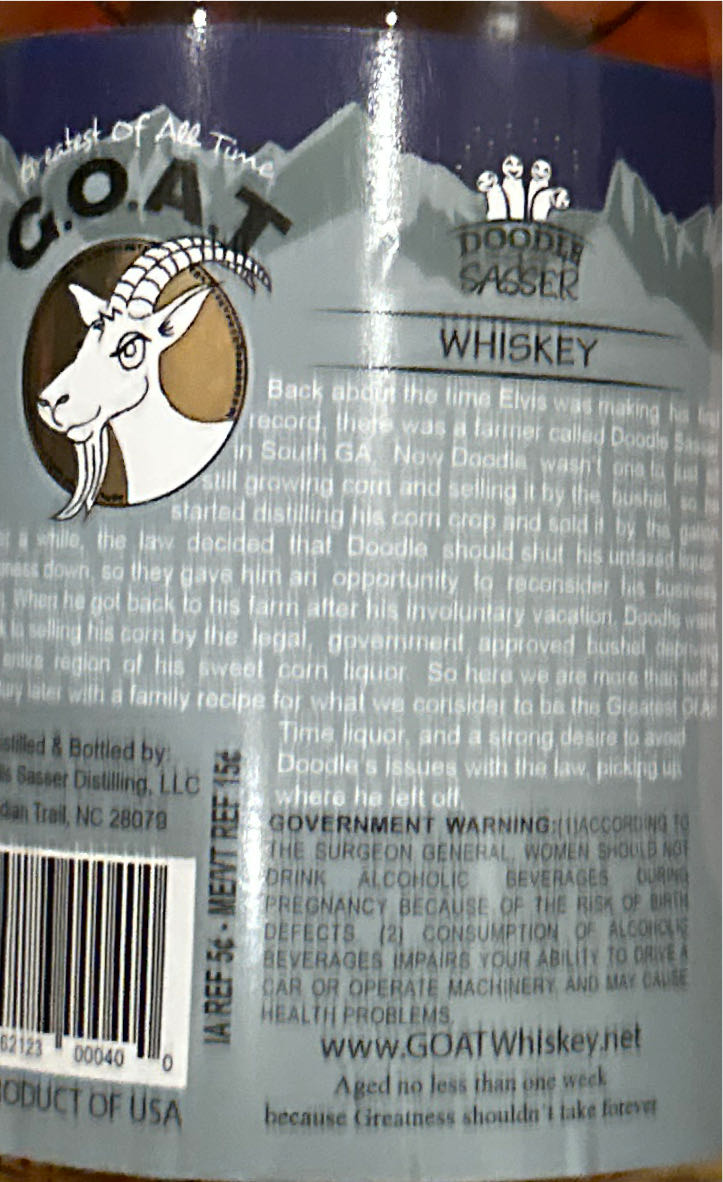 Greatest Of All Time
G.O.A.T
DOODLE
SASSER
WHISKEY
Back about the time Elvis was making his
record, there was a farmer called Doodle
in South GA. Now Doodle wasn't one to just
still growing corn and selling it by the bushel, so
started distilling his corn crop and sold it by the
a while, the law decided that Doodle should shut his untaxed
down, so they gave him an opportunity to reconsider his
When he got back to his farm after his involuntary vacation, Doodle
selling his corn by the legal, government approved bushel
region of his sweet corn liquor. So here we are more than half a
later with a family recipe for what we consider to be the Greatest Of
Time liquor, and a strong desire to avoid
Doodle's issues with the law, picking up
where he left off.
& Bottled by:
Sasser Distilling, LLC
Trail, NC 28079
IA REF 5¢ - ME/VT REF 15¢
GOVERNMENT WARNING:(1)ACCORDING TO
THE SURGEON GENERAL, WOMEN SHOULD NOT
DRINK ALCOHOLIC BEVERAGES DURING
PREGNANCY BECAUSE OF THE RISK OF BIRTH
DEFECTS. (2) CONSUMPTION OF ALCOHOLIC
BEVERAGES IMPAIRS YOUR ABILITY TO DRIVE A
CAR OR OPERATE MACHINERY, AND MAY CAUSE
HEALTH PROBLEMS.
62123 00040 0
ODUCT OF USA
www.GOATWhiskey.net
Aged no less than one week
because Greatness shouldn't take forever